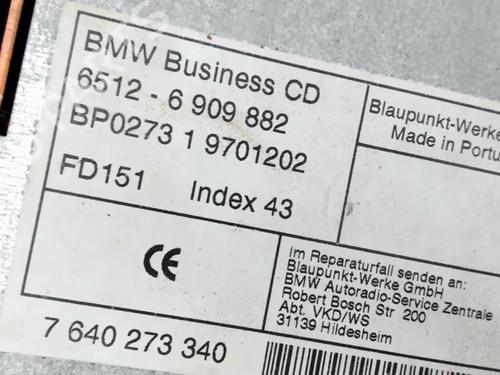 BMW Business CD
6512 - 6 909 882
BP0273 1 9701202
FD151 Index 43
Blaupunkt-Werke
Made in Portu
CE
Im Reparaturfall senden an:
Blaupunkt-Werke GmbH
BMW Autoradio-Service Zentrale
Robert Bosch Str 200
Abt. VKD/WS
31139 Hildesheim
7 640 273 340